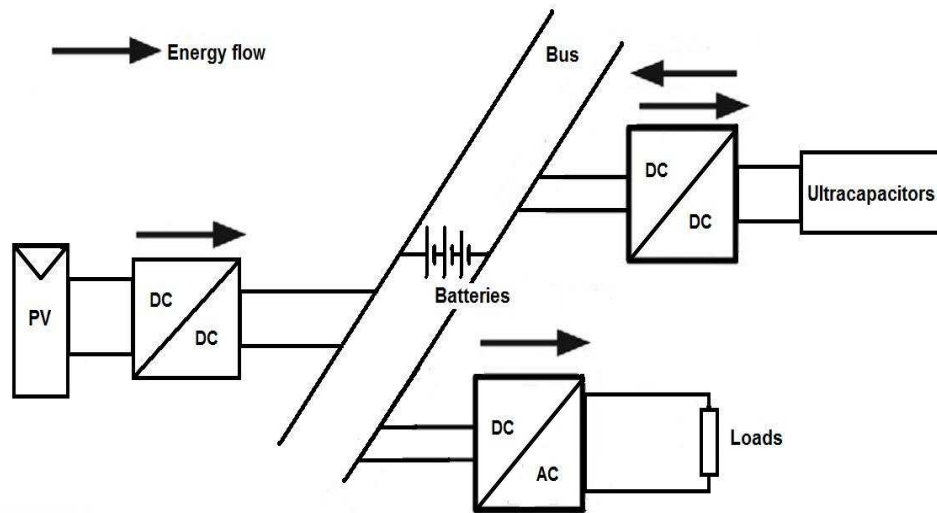 Energy flow
Bus
DC
DC
Ultracapacitors
Batteries
PV
DC
DC
DC
AC
Loads